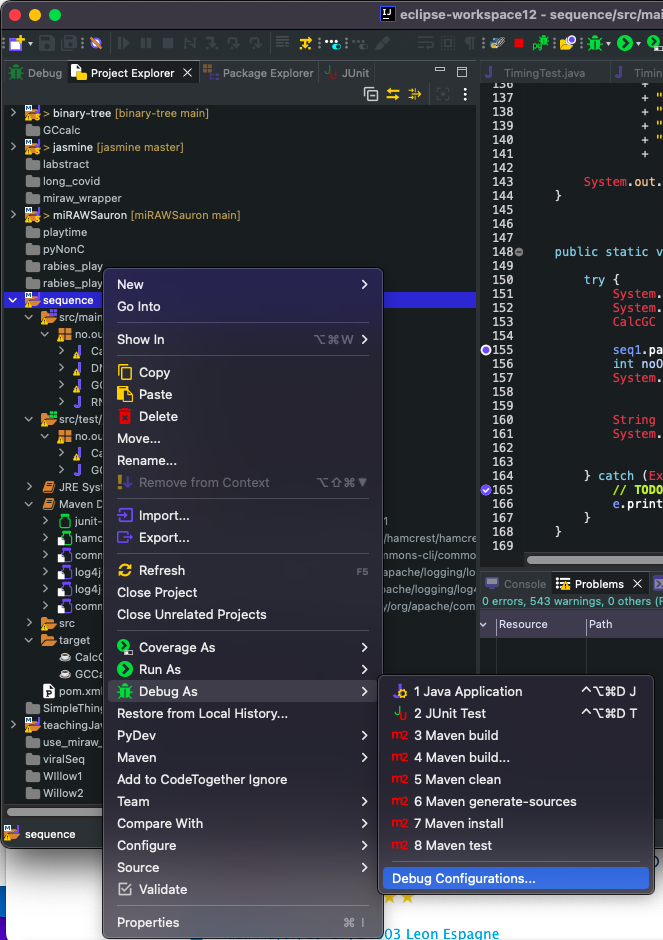 eclipse-workspace12 - sequence/src/mai
Debug
Project Explorer
Package Explorer
JUnit
TimingTest.java
Timin
> binary-tree [binary-tree main]
GCcalc
> jasmine [jasmine master]
labstract
long_covid
miraw_wrapper
> miRAWSauron [miRAWSauron main]
playtime
pyNonC
rabies_play
rabies_play
sequence
src/main
no.ou
Ca
DN
GC
RN
src/test/
no.ou
Ca
GC
JRE Sys
Maven D
junit-
hamc
/hamcrest/hamcr
comm
mmons-cli/commo
log4j-
apache/logging/lo
log4j-
apache/logging/lo
comm
/org/apache/com
src
target
CalcG
GCCa
pom.xml
SimpleThing
teachingJav
use_miraw_
viralSeq
WIllow1
Willow2
sequence
New
Go Into
Show In ⌥⌘W
Copy
Paste
Delete
Move...
Rename...
Remove from Context ⌥⇧⌘▼
Import...
Export...
Refresh F5
Close Project
Close Unrelated Projects
Coverage As
Run As
Debug As
Restore from Local History...
PyDev
Maven
Add to CodeTogether Ignore
Team
Compare With
Configure
Source
Validate
Properties ⌘ I
1 Java Application ^⌥⌘D J
2 JUnit Test ^⌥⌘D T
3 Maven build
4 Maven build...
5 Maven clean
6 Maven generate-sources
7 Maven install
8 Maven test
Debug Configurations...
136 +
137 + "
138 + "
139 + "
140 + "
141 +
142
143 System.out.
144 }
145
146
147
148 public static v
149
150 try {
151 System.
152 System.
153 CalcGC
154
155 seq1.pa
156 int noO
157 System.
158
159
160 String
161 System.
162
163
164 } catch (Ex
165 // TODO
166 e.print
167 }
168 }
169
Console
Problems
0 errors, 543 warnings, 0 others (F
Resource
Path
03 Leon Espagne